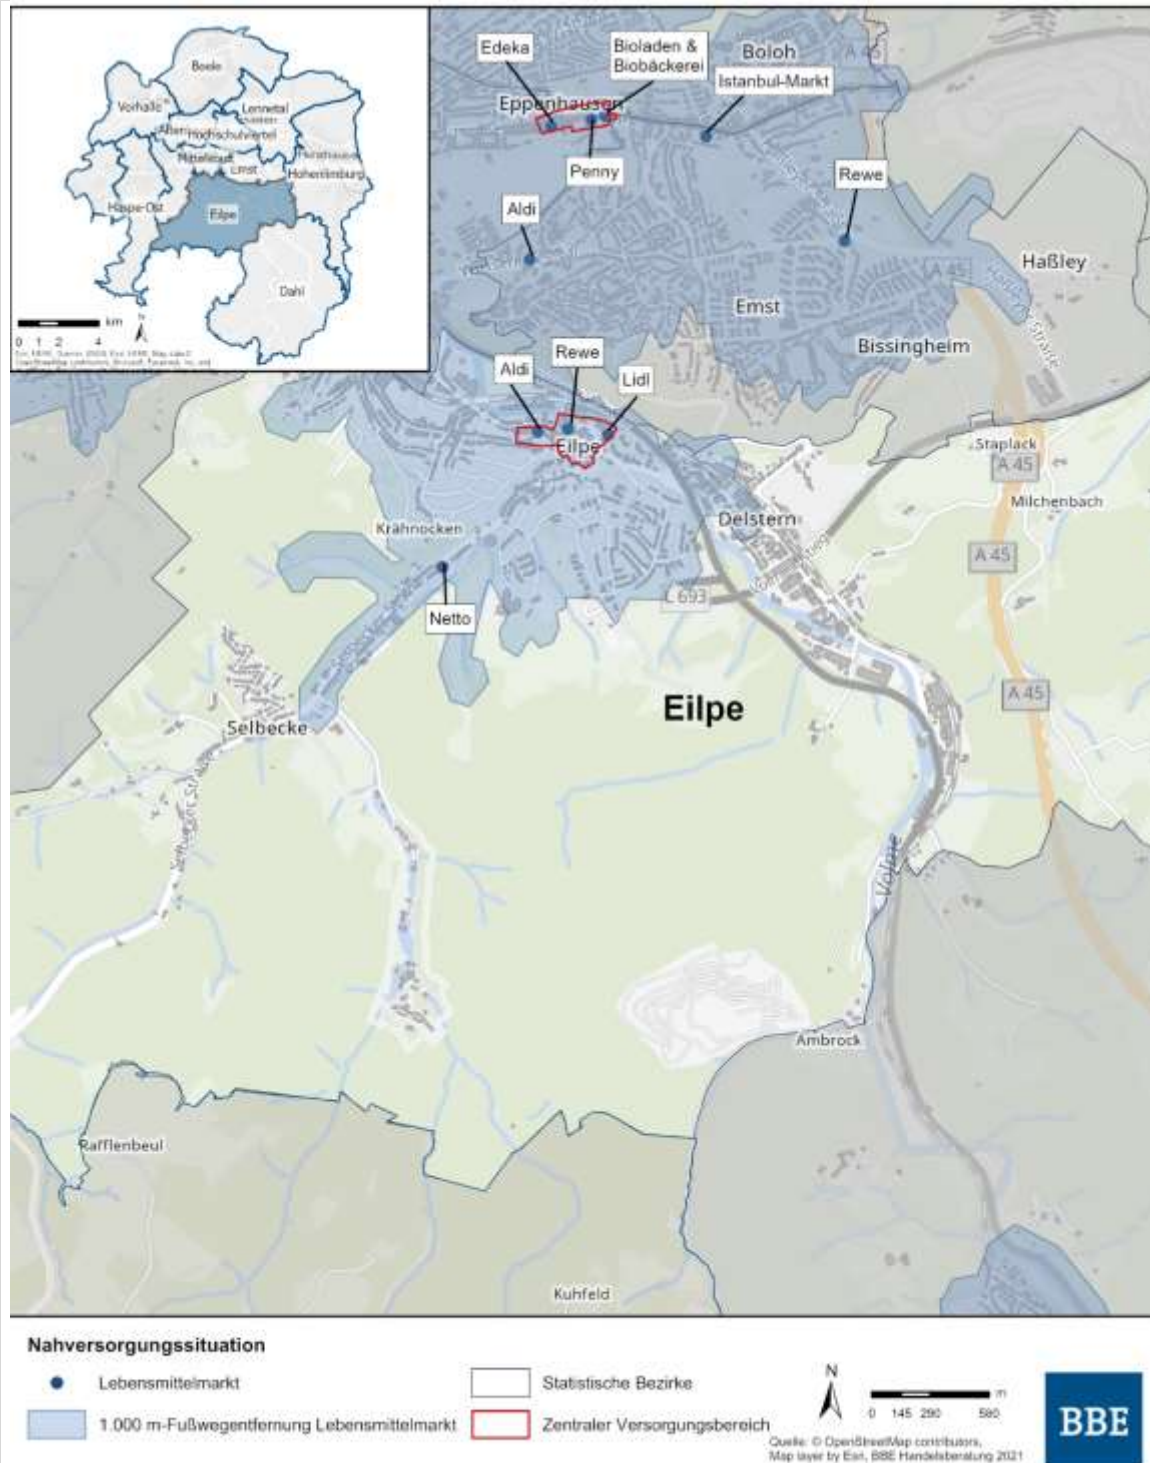 Boele
Vorhalle
Lennetal
Hochschulviertel
Mittelstadt
Emst
Hohenlimburg
Haspe-Ost
Eilpe
Dahl
km
0 1 2 4
N
Edeka
Bioladen &
Biobäckerei
Boloh
A 45
Istanbul-Markt
Eppenhausen
Penny
Rewe
Aldi
Haßley
A 45
Emst
Bissingheim
Straße
Rewe
Aldi
Lidl
Eilpe
Staplack
A 45
Milchenbach
Krähnocken
Delstern
A 45
L 693
Netto
Eilpe
A 45
Selbecke
Volme
Ambrock
Rafflenbeul
Kuhfeld
Nahversorgungssituation
Lebensmittelmarkt
Statistische Bezirke
1.000 m-Fußwegentfernung Lebensmittelmarkt
Zentraler Versorgungsbereich
N
m
0 145 290 580
Quelle: © OpenStreetMap contributors,
Map layer by Esri, BBE Handelsberatung 2021
BBE